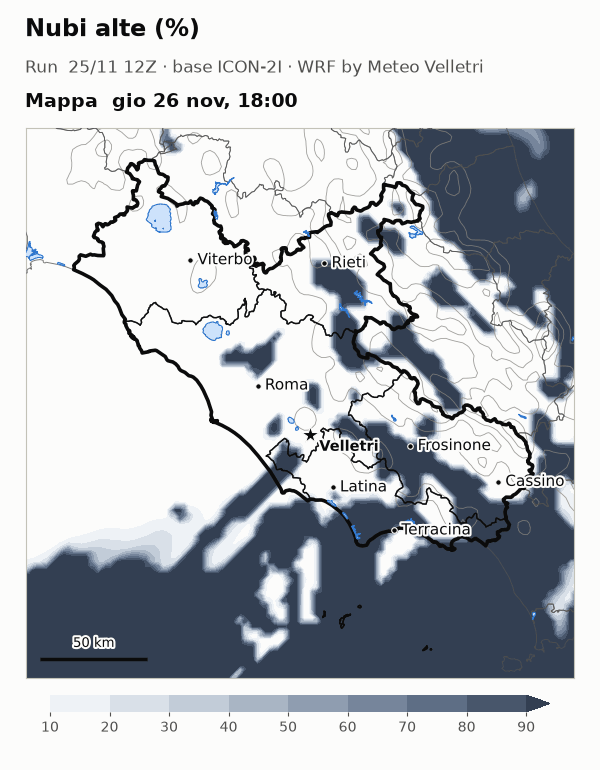 Nubi alte (%)
Run  25/11 12Z · base ICON-2I · WRF by Meteo Velletri
Mappa  gio 26 nov, 18:00
Viterbo
Rieti
Roma
Velletri
Frosinone
Cassino
Latina
Terracina
50 km
10 20 30 40 50 60 70 80 90